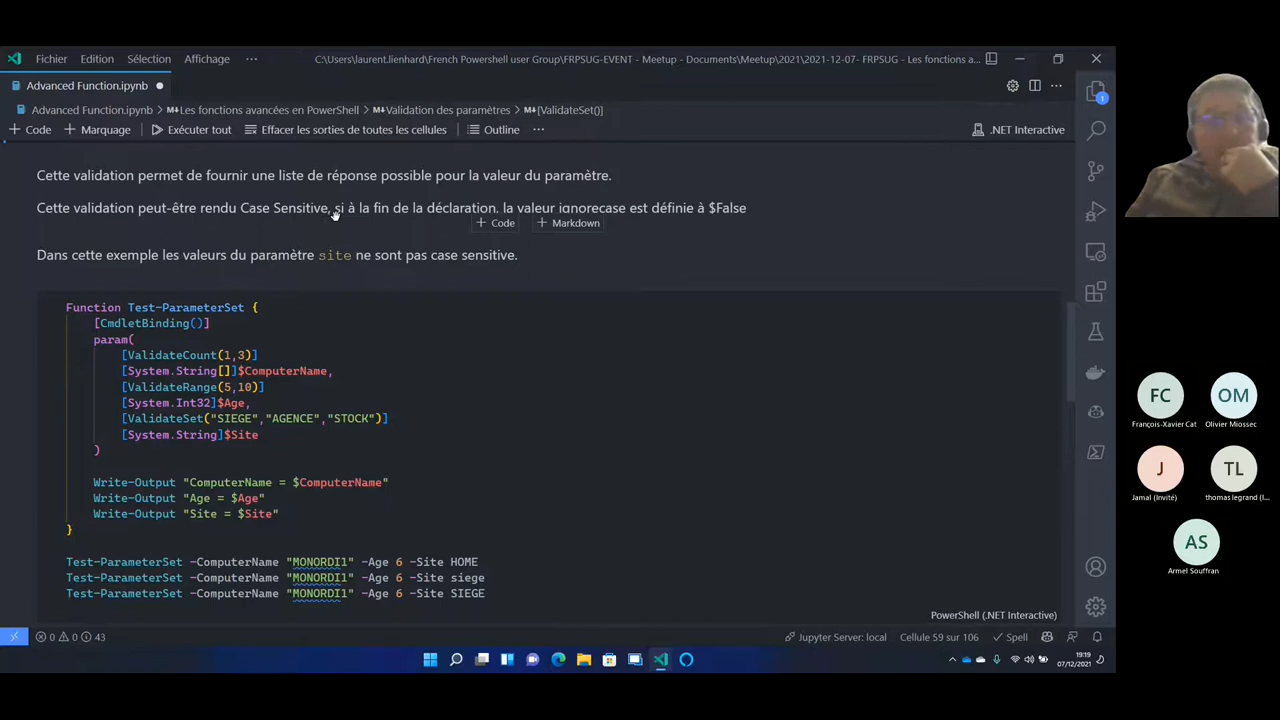 Fichier Edition Sélection Affichage ··· C:\Users\laurent.lienhard\French Powershell user Group\FRPSUG-EVENT - Meetup - Documents\Meetup\2021\2021-12-07- FRPSUG - Les fonctions a...
Advanced Function.ipynb
Advanced Function.ipynb > Les fonctions avancées en PowerShell > Validation des paramètres > [ValidateSet()]
+ Code + Marquage Exécuter tout Effacer les sorties de toutes les cellules Outline ··· .NET Interactive
Cette validation permet de fournir une liste de réponse possible pour la valeur du paramètre.
Cette validation peut-être rendu Case Sensitive, si à la fin de la déclaration, la valeur ignorecase est définie à $False
+ Code + Markdown
Dans cette exemple les valeurs du paramètre site ne sont pas case sensitive.
Function Test-ParameterSet {
[CmdletBinding()]
param(
[ValidateCount(1,3)]
[System.String[]]$ComputerName,
[ValidateRange(5,10)]
[System.Int32]$Age,
[ValidateSet("SIEGE","AGENCE","STOCK")]
[System.String]$Site
)
Write-Output "ComputerName = $ComputerName"
Write-Output "Age = $Age"
Write-Output "Site = $Site"
}
Test-ParameterSet -ComputerName "MONORDI1" -Age 6 -Site HOME
Test-ParameterSet -ComputerName "MONORDI1" -Age 6 -Site siege
Test-ParameterSet -ComputerName "MONORDI1" -Age 6 -Site SIEGE
PowerShell (.NET Interactive)
0 0 43 Jupyter Server: local Cellule 59 sur 106 Spell
19:19
07/12/2021
1
FC OM
François-Xavier Cat Olivier Miossec
J TL
Jamal (Invité) thomas legrand (I...
AS
Armel Souffran